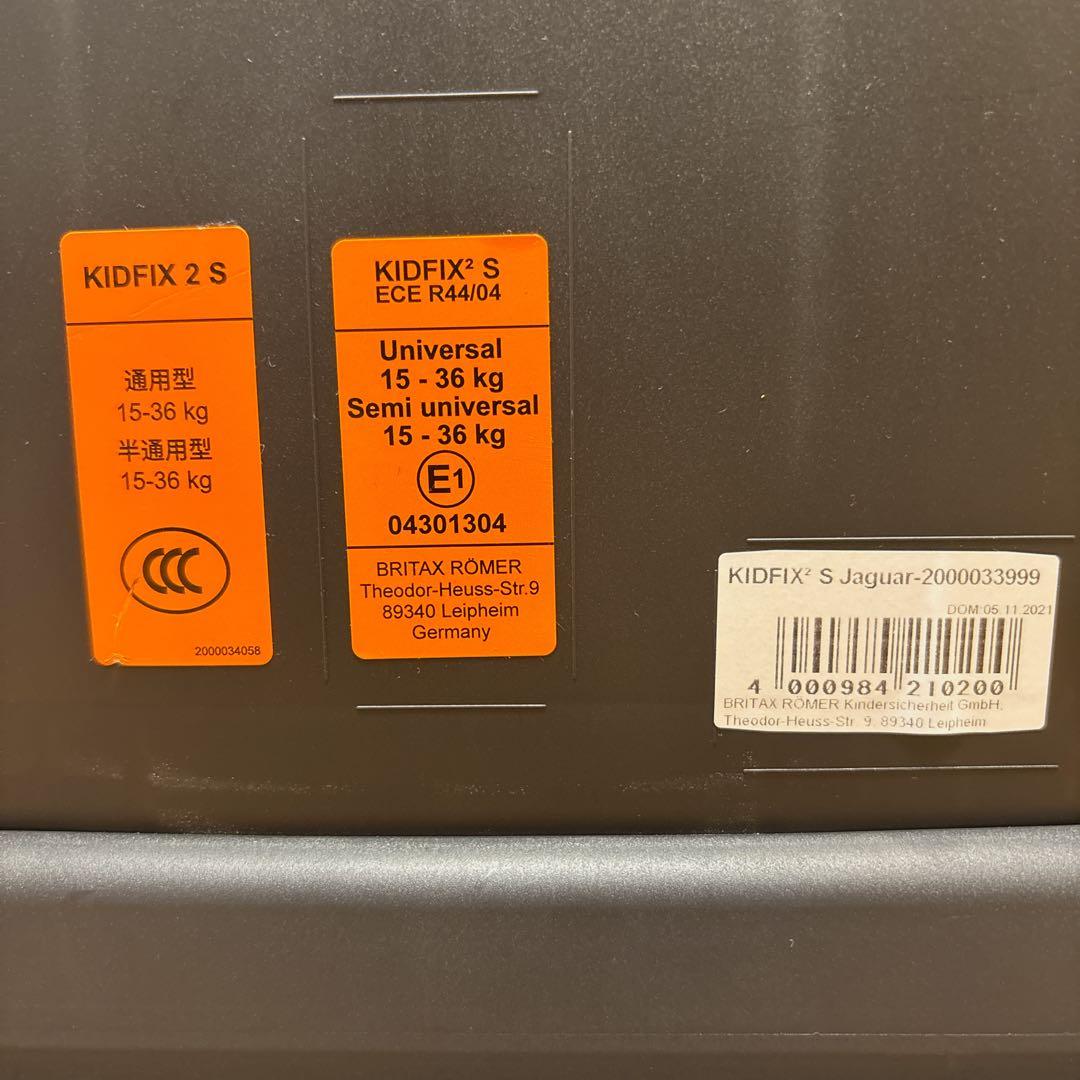 KIDFIX 2 S
通用型
15-36 kg
半通用型
15-36 kg
CCC
2000034058
KIDFIX² S
ECE R44/04
Universal
15 - 36 kg
Semi universal
15 - 36 kg
E1
04301304
BRITAX RÖMER
Theodor-Heuss-Str.9
89340 Leipheim
Germany
KIDFIX² S Jaguar-2000033999
DOM:05.11.2021
4 000984 210200
BRITAX RÖMER Kindersicherheit GmbH,
Theodor-Heuss-Str. 9, 89340 Leipheim